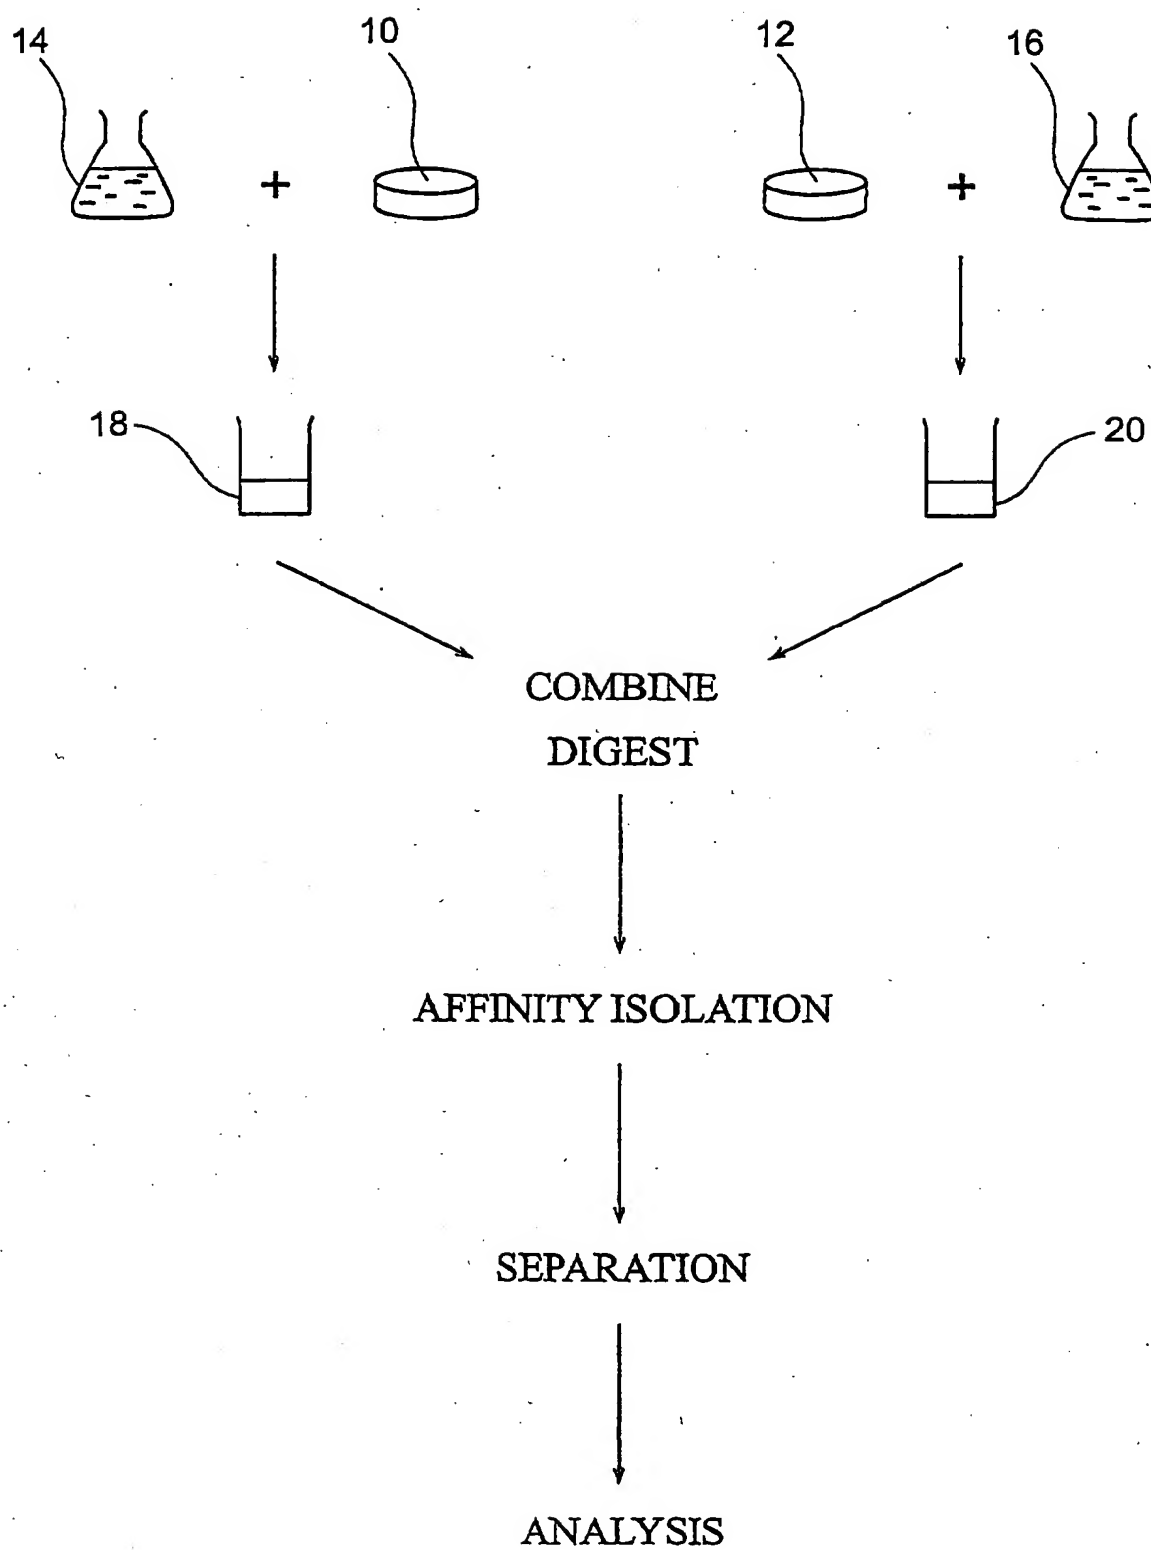 14
10
12
16
+
+
18
20
COMBINE
DIGEST
AFFINITY ISOLATION
SEPARATION
ANALYSIS